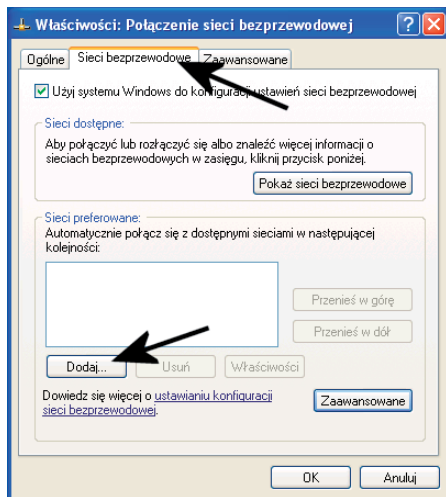 Właściwości: Połączenie sieci bezprzewodowej
Ogólne Sieci bezprzewodowe Zaawansowane
Użyj systemu Windows do konfiguracji ustawień sieci bezprzewodowej
Sieci dostępne:
Aby połączyć lub rozłączyć się albo znaleźć więcej informacji o
sieciach bezprzewodowych w zasięgu, kliknij przycisk poniżej.
Pokaż sieci bezprzewodowe
Sieci preferowane:
Automatycznie połącz się z dostępnymi sieciami w następującej
kolejności:
Przenieś w górę
Przenieś w dół
Dodaj... Usuń Właściwości
Dowiedz się więcej o ustawianiu konfiguracji
sieci bezprzewodowej.
Zaawansowane
OK Anuluj